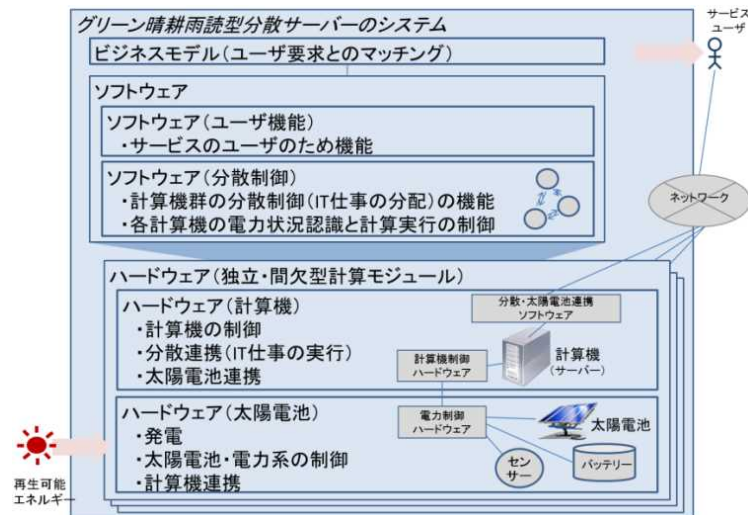 グリーン晴耕雨読型分散サーバーのシステム
サービス
ユーザ
ビジネスモデル(ユーザ要求とのマッチング)
ソフトウェア
ソフトウェア(ユーザ機能)
・サービスのユーザのため機能
ソフトウェア(分散制御)
・計算機群の分散制御(IT仕事の分配)の機能
・各計算機の電力状況認識と計算実行の制御
ネットワーク
ハードウェア(独立・間欠型計算モジュール)
ハードウェア(計算機)
・計算機の制御
・分散連携(IT仕事の実行)
・太陽電池連携
分散・太陽電池連携
ソフトウェア
計算機制御
ハードウェア
計算機
(サーバー)
ハードウェア(太陽電池)
・発電
・太陽電池・電力系の制御
・計算機連携
電力制御
ハードウェア
太陽電池
セン
サー
バッテリー
再生可能
エネルギー